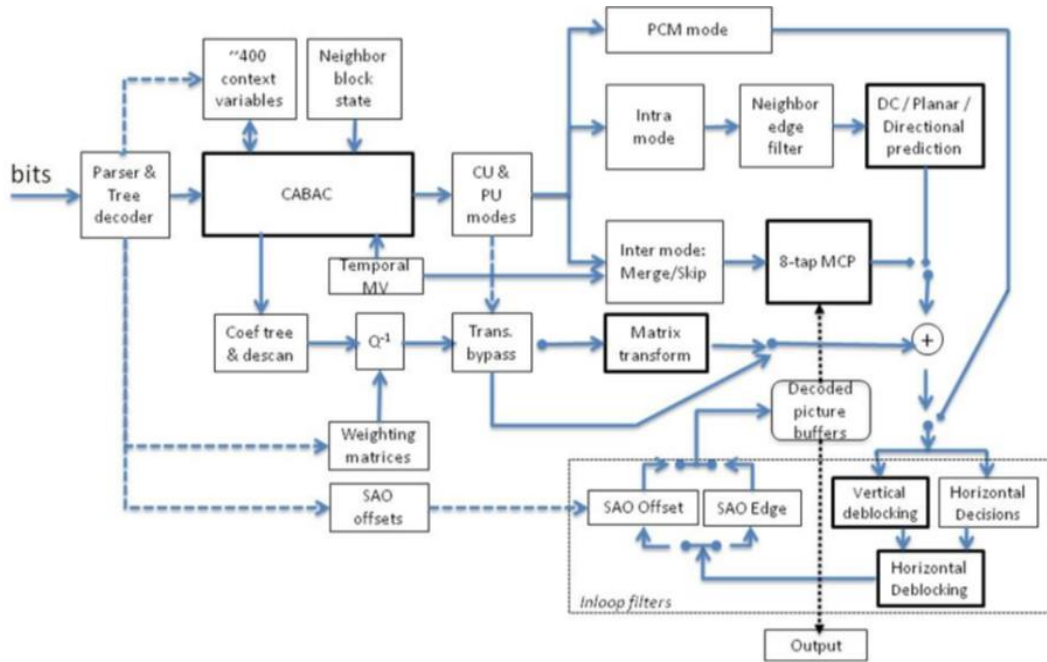 bits
Parser &
Tree
decoder
~400
context
variables
Neighbor
block
state
CABAC
CU &
PU
modes
PCM mode
Intra
mode
Neighbor
edge
filter
DC / Planar /
Directional
prediction
Temporal
MV
Inter mode:
Merge/Skip
8-tap MCP
Coef tree
& descan
Q-1
Trans.
bypass
Matrix
transform
+
Decoded
picture
buffers
Weighting
matrices
SAO
offsets
SAO Offset
SAO Edge
Vertical
deblocking
Horizontal
Decisions
Horizontal
Deblocking
Inloop filters
Output